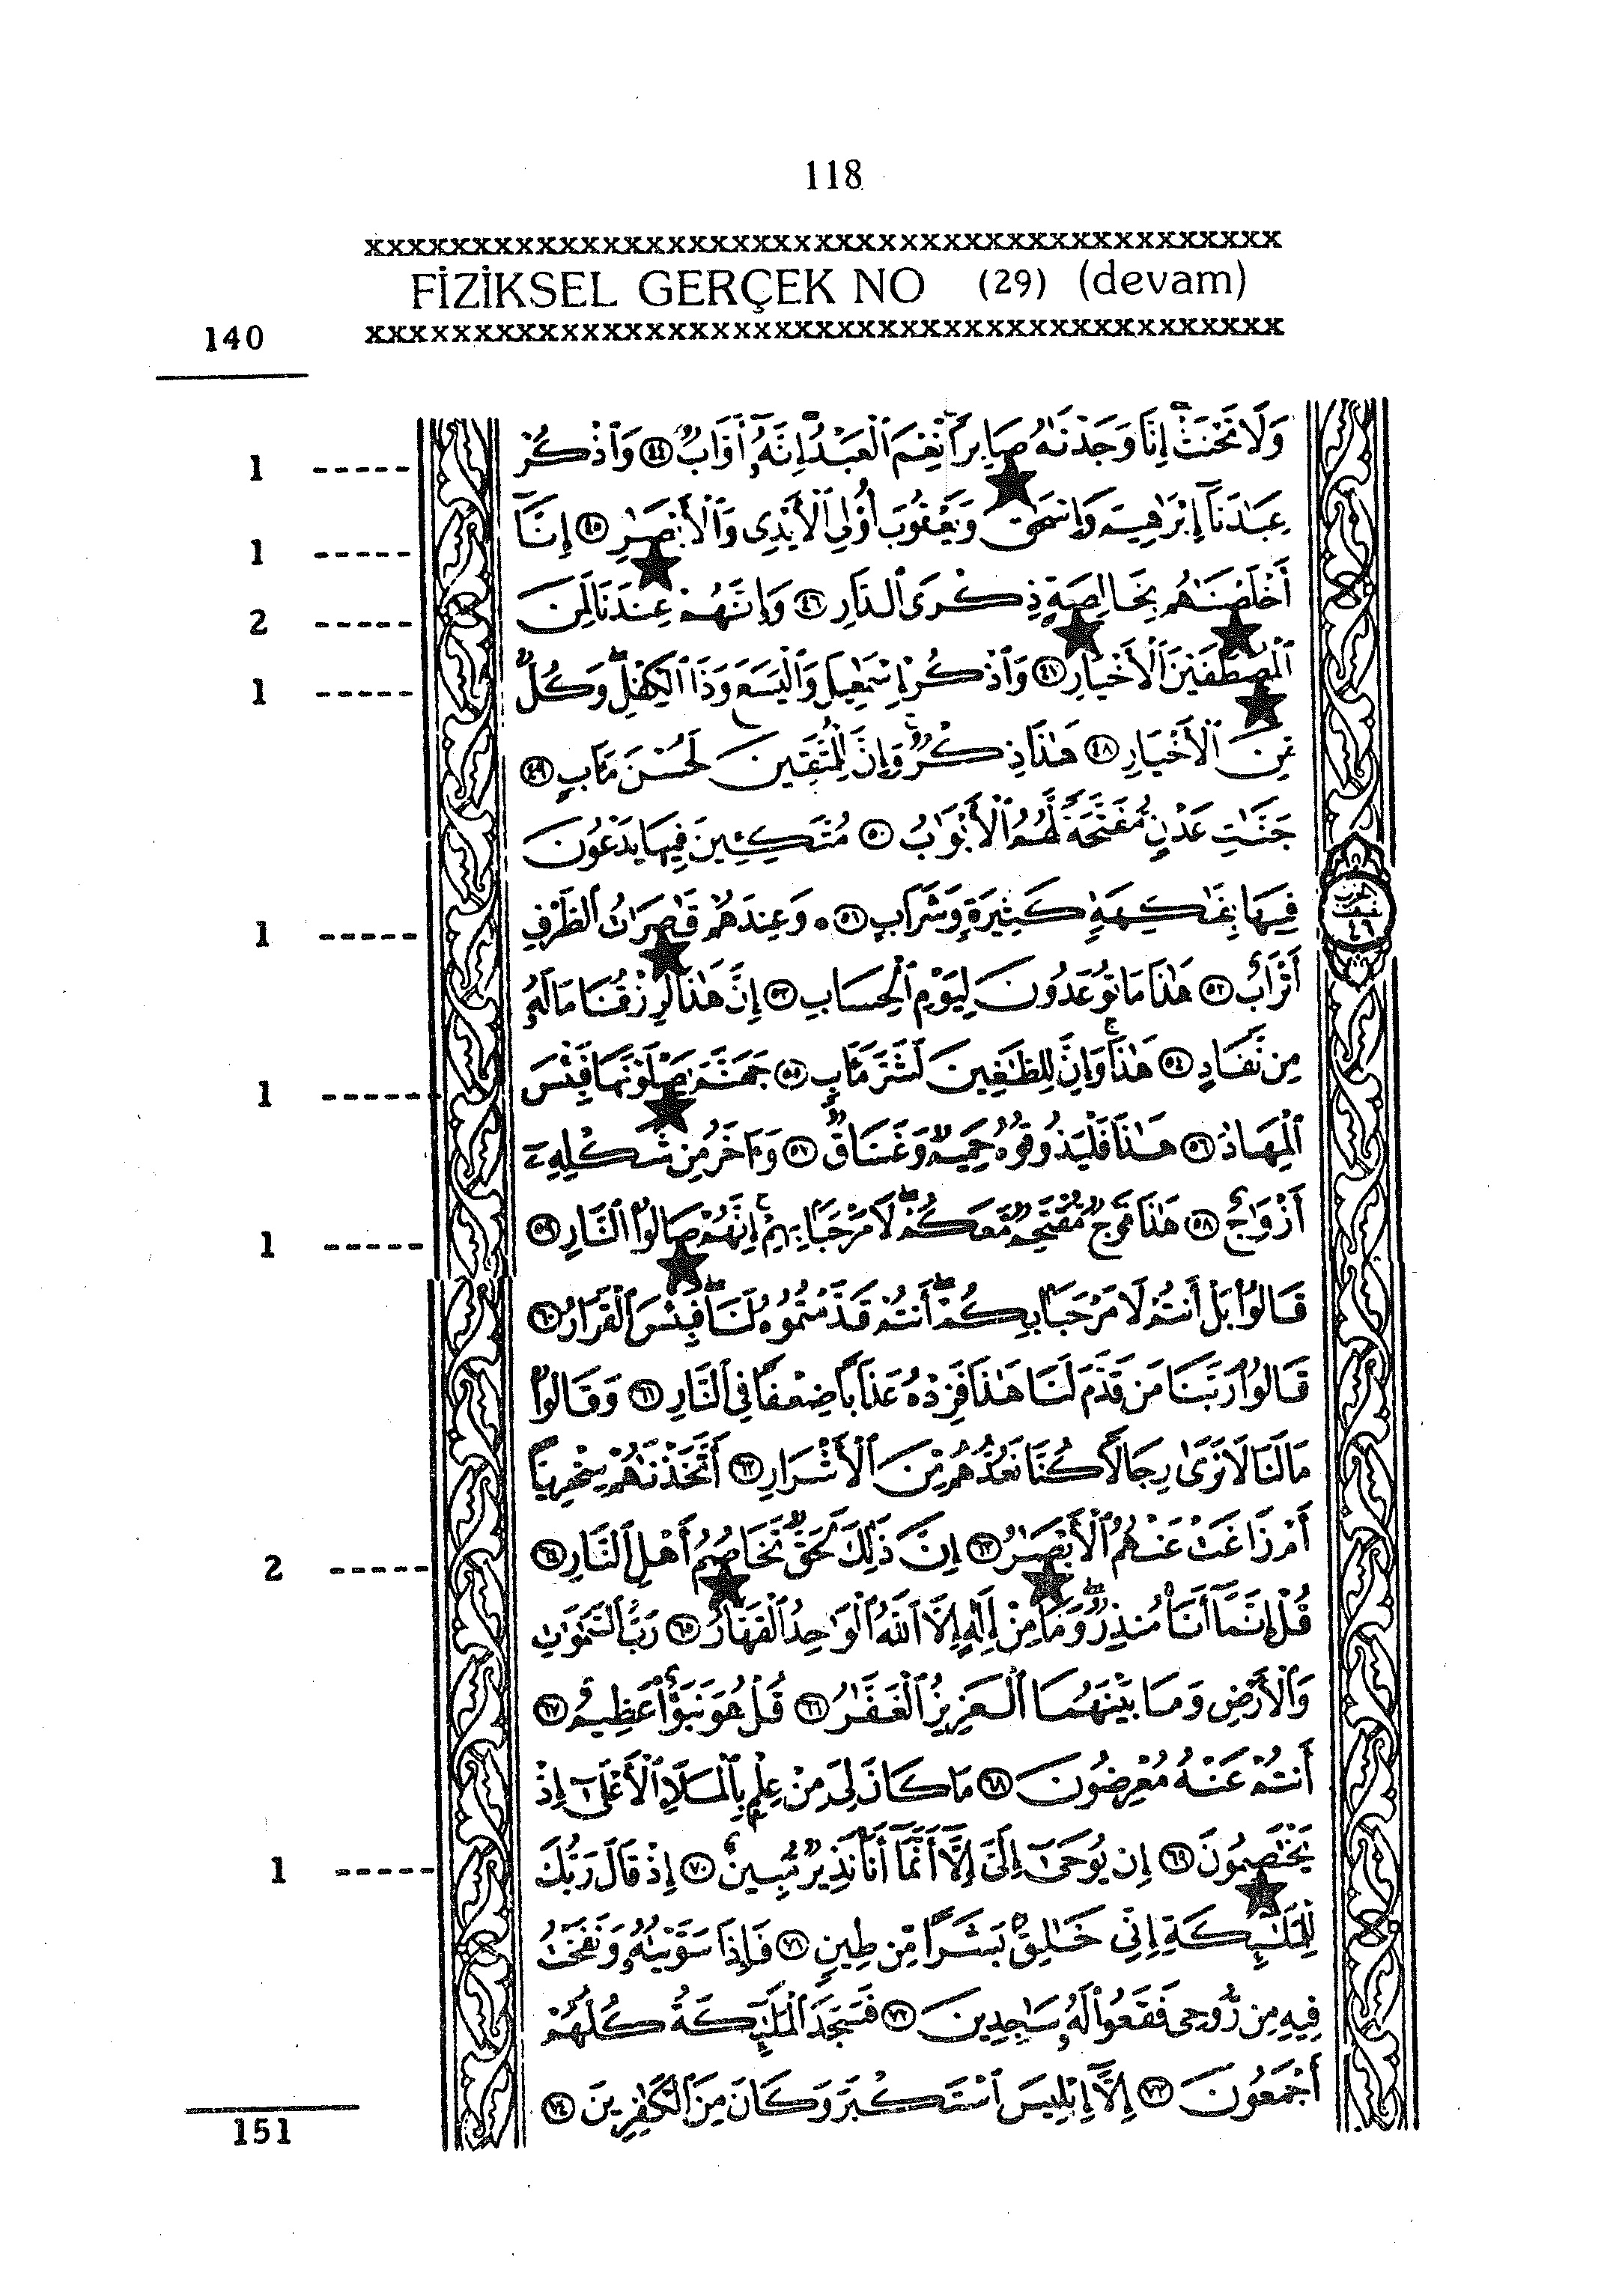 118
xxxxxxxxxxxxxxxxxxxxxxxxxxxxxxxxxxxxxxxxxxx
FİZİKSEL GERÇEK NO (29) (devam)
xxxxxxxxxxxxxxxxxxxxxxxxxxxxxxxxxxxxxxxxxxx
140
1 ----- وَلَا تَحْنَثْ ۗ إِنَّا وَجَدْنَٰهُ صَابِرًا ۚ نِّعْمَ ٱلْعَبْدُ ۖ إِنَّهُۥٓ أَوَّابٌ ٤٤ وَٱذْكُرْ
1 ----- عِبَٰدَنَآ إِبْرَٰهِيمَ وَإِسْحَٰقَ وَيَعْقُوبَ أُو۟لِى ٱلْأَيْدِى وَٱلْأَبْصَٰرِ ٤٥ إِنَّآ
2 ----- أَخْلَصْنَٰهُم بِخَالِصَةٍ ذِكْرَى ٱلدَّارِ ٤٦ وَإِنَّهُمْ عِندَنَا لَمِنَ
1 ----- ٱلْمُصْطَفَيْنَ ٱلْأَخْيَارِ ٤٧ وَٱذْكُرْ إِسْمَٰعِيلَ وَٱلْيَسَعَ وَذَا ٱلْكِفْلِ ۖ وَكُلٌّ
مِّنَ ٱلْأَخْيَارِ ٤٨ هَٰذَا ذِكْرٌ ۚ وَإِنَّ لِلْمُتَّقِينَ لَحُسْنَ مَـَٔابٍ ٤٩
جَنَّٰتِ عَدْنٍ مُّفَتَّحَةً لَّهُمُ ٱلْأَبْوَٰبُ ٥٠ مُتَّكِـِٔينَ فِيهَا يَدْعُونَ
1 ----- فِيهَا بِفَٰكِهَةٍ كَثِيرَةٍ وَشَرَابٍ ٥١ وَعِندَهُمْ قَٰصِرَٰتُ ٱلطَّرْفِ
أَتْرَابٌ ٥٢ هَٰذَا مَا تُوعَدُونَ لِيَوْمِ ٱلْحِسَابِ ٥٣ إِنَّ هَٰذَا لَرِزْقُنَا مَا لَهُۥ
1 ----- مِن نَّفَادٍ ٥٤ هَٰذَا ۚ وَإِنَّ لِلطَّٰغِينَ لَشَرَّ مَـَٔابٍ ٥٥ جَهَنَّمَ يَصْلَوْنَهَا فَبِئْسَ
ٱلْمِهَادُ ٥٦ هَٰذَا فَلْيَذُوقُوهُ حَمِيمٌ وَغَسَّاقٌ ٥٧ وَءَاخَرُ مِن شَكْلِهِۦٓ
1 ----- أَزْوَٰجٌ ٥٨ هَٰذَا فَوْجٌ مُّقْتَحِمٌ مَّعَكُمْ ۖ لَا مَرْحَبًۢا بِهِمْ ۚ إِنَّهُمْ صَالُوا۟ ٱلنَّارِ ٥٩
قَالُوا۟ بَلْ أَنتُمْ لَا مَرْحَبًۢا بِكُمْ ۖ أَنتُمْ قَدَّمْتُمُوهُ لَنَا ۖ فَبِئْسَ ٱلْقَرَارُ ٦٠
قَالُوا۟ رَبَّنَا مَن قَدَّمَ لَنَا هَٰذَا فَزِدْهُ عَذَابًا ضِعْفًا فِى ٱلنَّارِ ٦١ وَقَالُوا۟
مَا لَنَا لَا نَرَىٰ رِجَالًا كُنَّا نَعُدُّهُم مِّنَ ٱلْأَشْرَارِ ٦٢ أَتَّخَذْنَٰهُمْ سِخْرِيًّا
2 ----- أَمْ زَاغَتْ عَنْهُمُ ٱلْأَبْصَٰرُ ٦٣ إِنَّ ذَٰلِكَ لَحَقٌّ تَخَاصُمُ أَهْلِ ٱلنَّارِ ٦٤
قُلْ إِنَّمَآ أَنَا۠ مُنذِرٌ ۖ وَمَا مِنْ إِلَٰهٍ إِلَّا ٱللَّهُ ٱلْوَٰحِدُ ٱلْقَهَّارُ ٦٥ رَبُّ ٱلسَّمَٰوَٰتِ
وَٱلْأَرْضِ وَمَا بَيْنَهُمَا ٱلْعَزِيزُ ٱلْغَفَّٰرُ ٦٦ قُلْ هُوَ نَبَؤٌا۟ عَظِيمٌ ٦٧
أَنتُمْ عَنْهُ مُعْرِضُونَ ٦٨ مَا كَانَ لِىَ مِنْ عِلْمٍۭ بِٱلْمَلَإِ ٱلْأَعْلَىٰٓ إِذْ
1 ----- يَخْتَصِمُونَ ٦٩ إِن يُوحَىٰٓ إِلَىَّ إِلَّآ أَنَّمَآ أَنَا۠ نَذِيرٌ مُّبِينٌ ٧٠ إِذْ قَالَ رَبُّكَ
لِلْمَلَٰٓئِكَةِ إِنِّى خَٰلِقٌۢ بَشَرًا مِّن طِينٍ ٧١ فَإِذَا سَوَّيْتُهُۥ وَنَفَخْتُ
فِيهِ مِن رُّوحِى فَقَعُوا۟ لَهُۥ سَٰجِدِينَ ٧٢ فَسَجَدَ ٱلْمَلَٰٓئِكَةُ كُلُّهُمْ
أَجْمَعُونَ ٧٣ إِلَّآ إِبْلِيسَ ٱسْتَكْبَرَ وَكَانَ مِنَ ٱلْكَٰفِرِينَ ٧٤
151